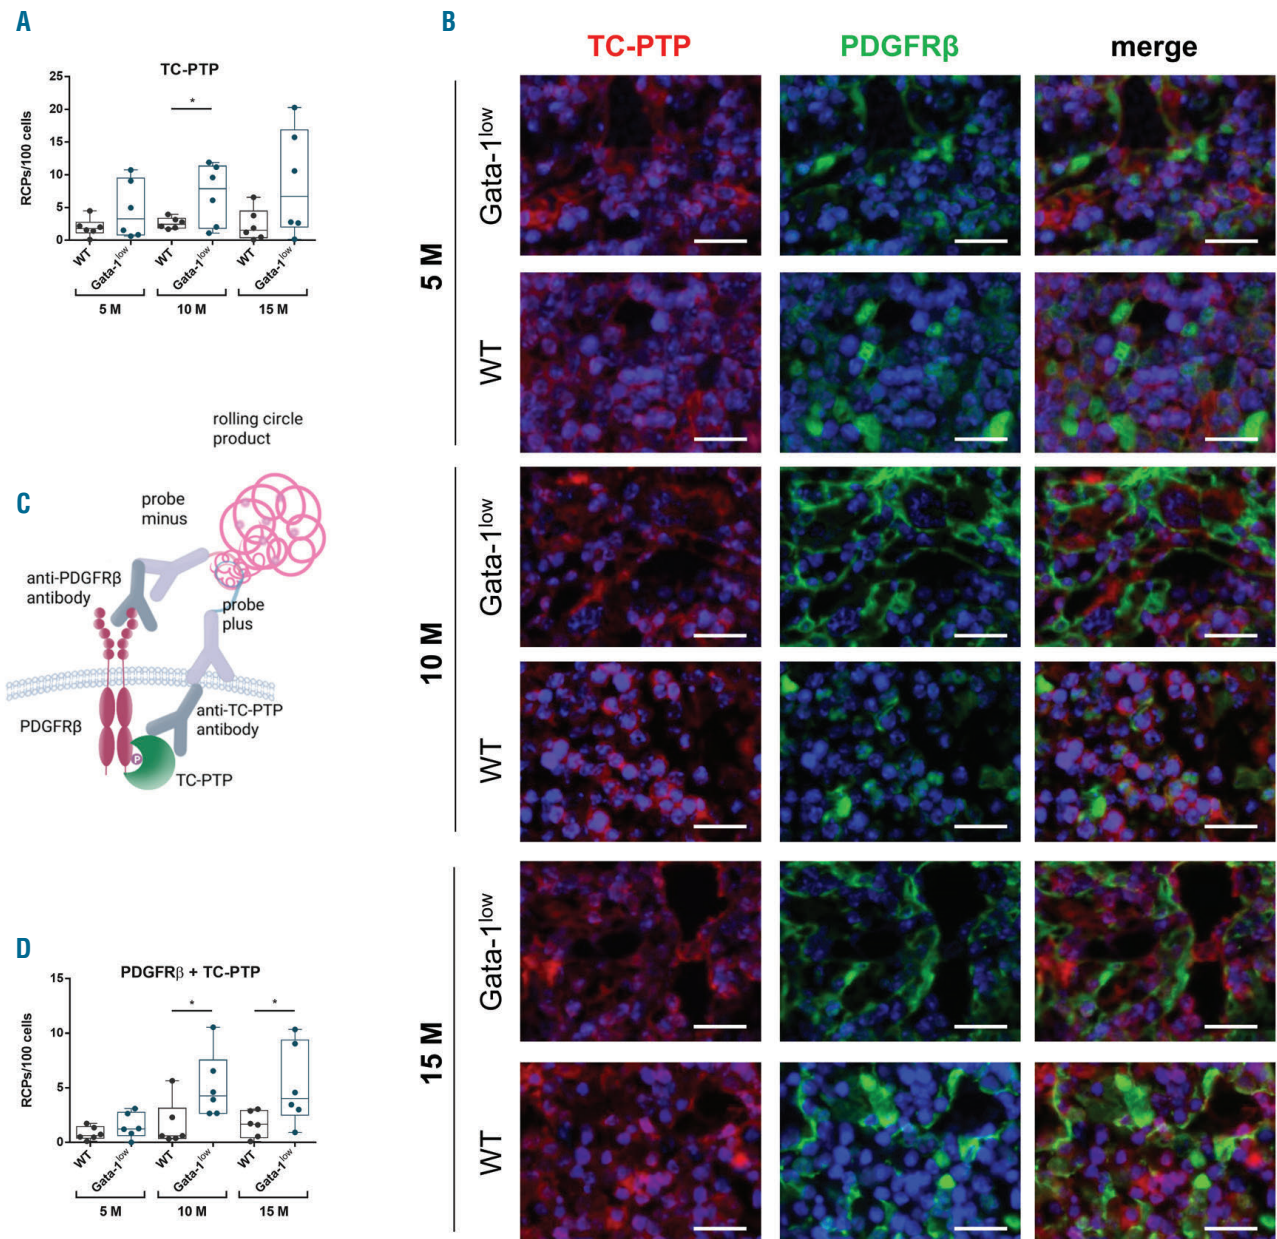 A
TC-PTP
RCPs/100 cells
25
20
15
10
5
0
WT
Gata-1low
WT
Gata-1low
WT
Gata-1low
5 M
10 M
15 M
B
TC-PTP
PDGFRβ
merge
5 M
Gata-1low
WT
10 M
Gata-1low
WT
15 M
Gata-1low
WT
C
rolling circle
product
probe
minus
anti-PDGFRβ
antibody
probe
plus
PDGFRβ
anti-TC-PTP
antibody
P
TC-PTP
D
PDGFRβ + TC-PTP
RCPs/100 cells
15
10
5
0
WT
Gata-1low
WT
Gata-1low
WT
Gata-1low
5 M
10 M
15 M